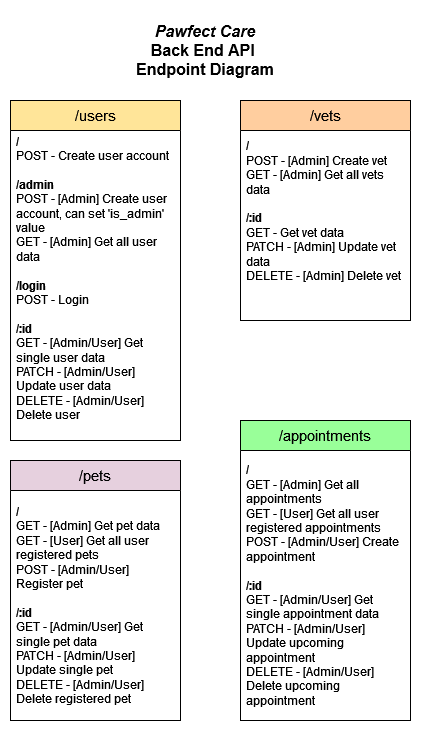 Pawfect Care
Back End API
Endpoint Diagram
/users
/
POST - Create user account
/admin
POST - [Admin] Create user
account, can set 'is_admin'
value
GET - [Admin] Get all user
data
/login
POST - Login
/:id
GET - [Admin/User] Get
single user data
PATCH - [Admin/User]
Update user data
DELETE - [Admin/User]
Delete user
/vets
/
POST - [Admin] Create vet
GET - [Admin] Get all vets
data
/:id
GET - Get vet data
PATCH - [Admin] Update vet
data
DELETE - [Admin] Delete vet
/pets
/
GET - [Admin] Get pet data
GET - [User] Get all user
registered pets
POST - [Admin/User]
Register pet
/:id
GET - [Admin/User] Get
single pet data
PATCH - [Admin/User]
Update single pet
DELETE - [Admin/User]
Delete registered pet
/appointments
/
GET - [Admin] Get all
appointments
GET - [User] Get all user
registered appointments
POST - [Admin/User] Create
appointment
/:id
GET - [Admin/User] Get
single appointment data
PATCH - [Admin/User]
Update upcoming
appointment
DELETE - [Admin/User]
Delete upcoming
appointment